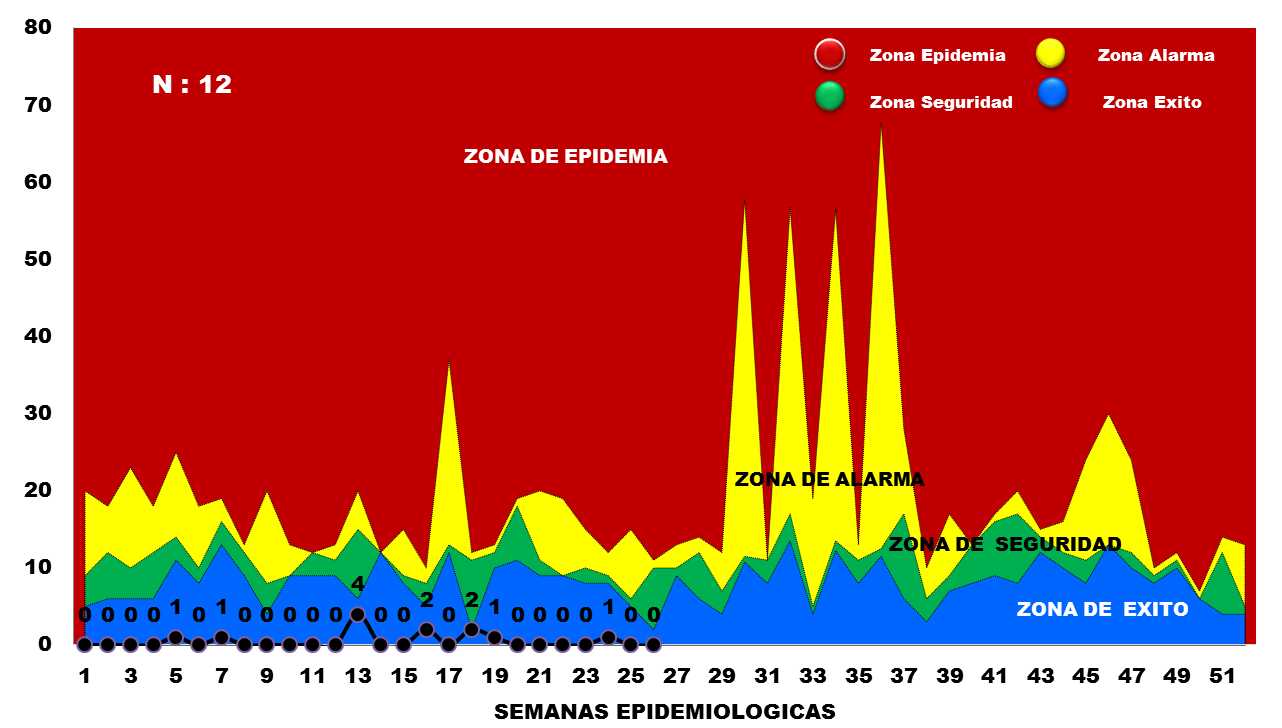 80
Zona Epidemia Zona Alarma
N : 12
70
Zona Seguridad Zona Exito
ZONA DE EPIDEMIA
60
50
40
30
20
ZONA DE ALARMA
10
ZONA DE SEGURIDAD
4
ZONA DE EXITO
0 0 0 0 1 0 1 0 0 0 0 0 0 0 2 0 2 1 0 0 0 0 1 0 0
0
1 3 5 7 9 11 13 15 17 19 21 23 25 27 29 31 33 35 37 39 41 43 45 47 49 51
SEMANAS EPIDEMIOLOGICAS